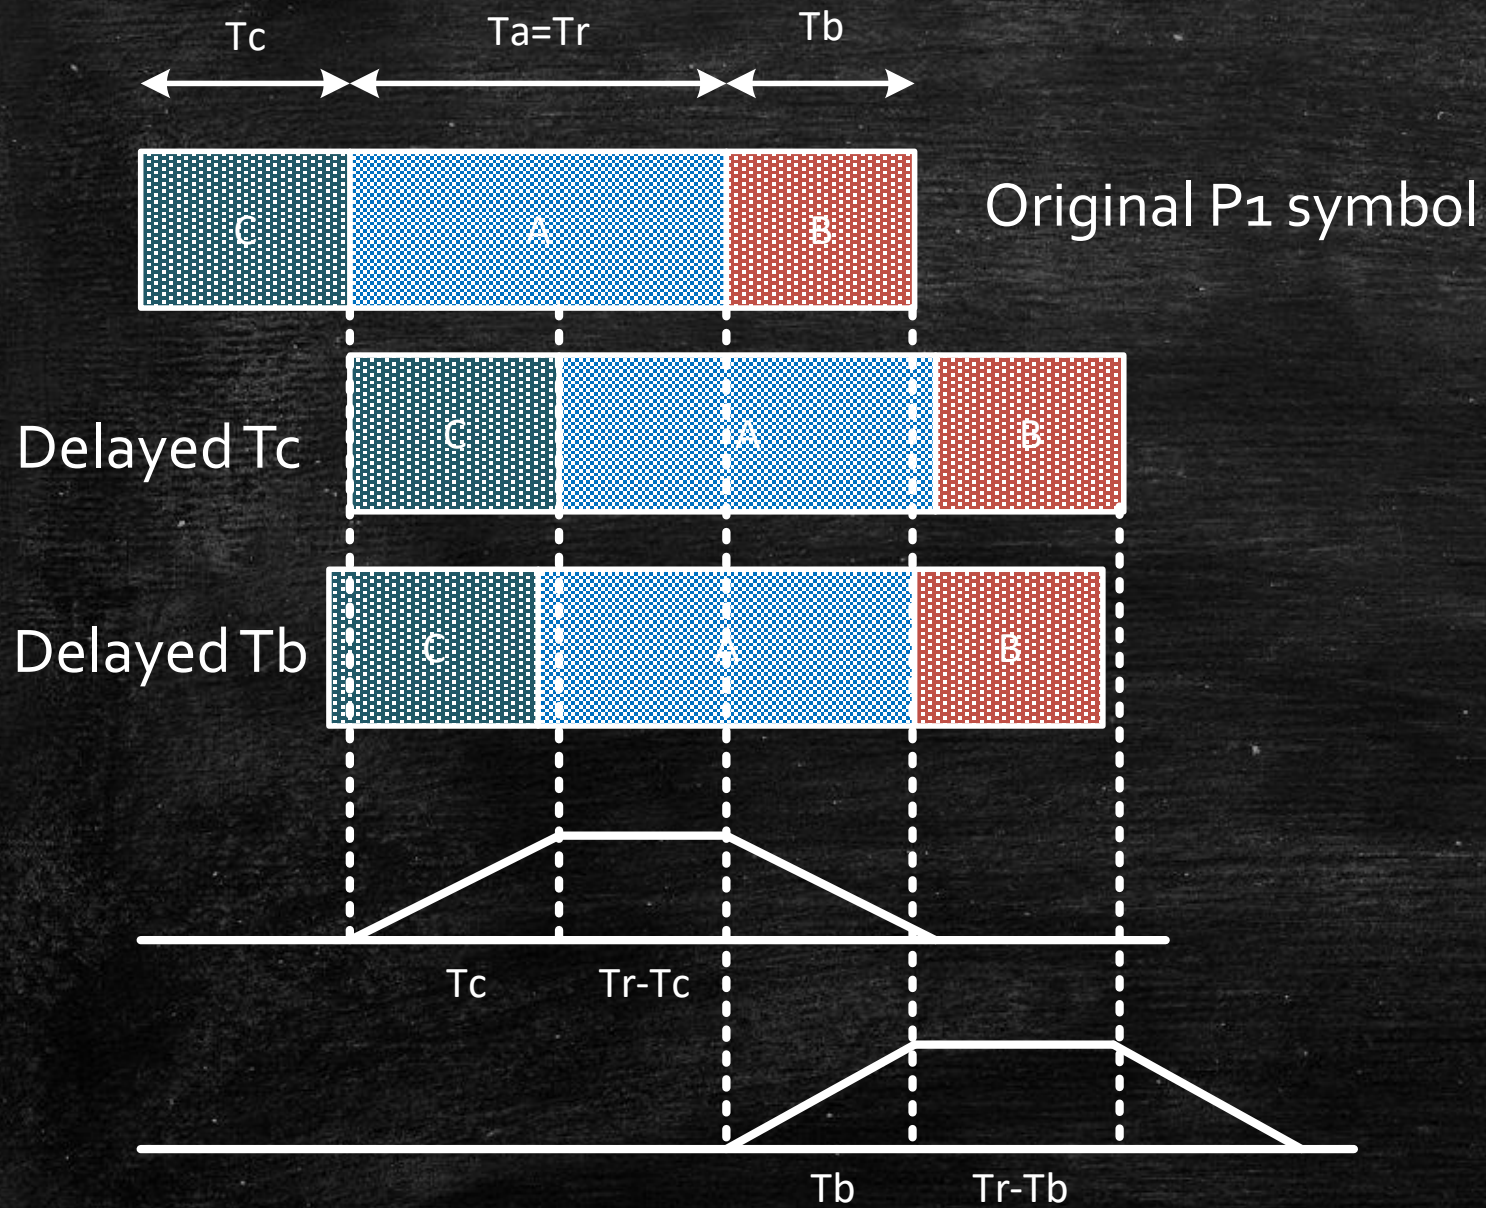 Tc
Ta=Tr
Tb
C
A
B
Original P1 symbol
Delayed Tc
C
A
B
Delayed Tb
C
A
B
Tc
Tr-Tc
Tb
Tr-Tb